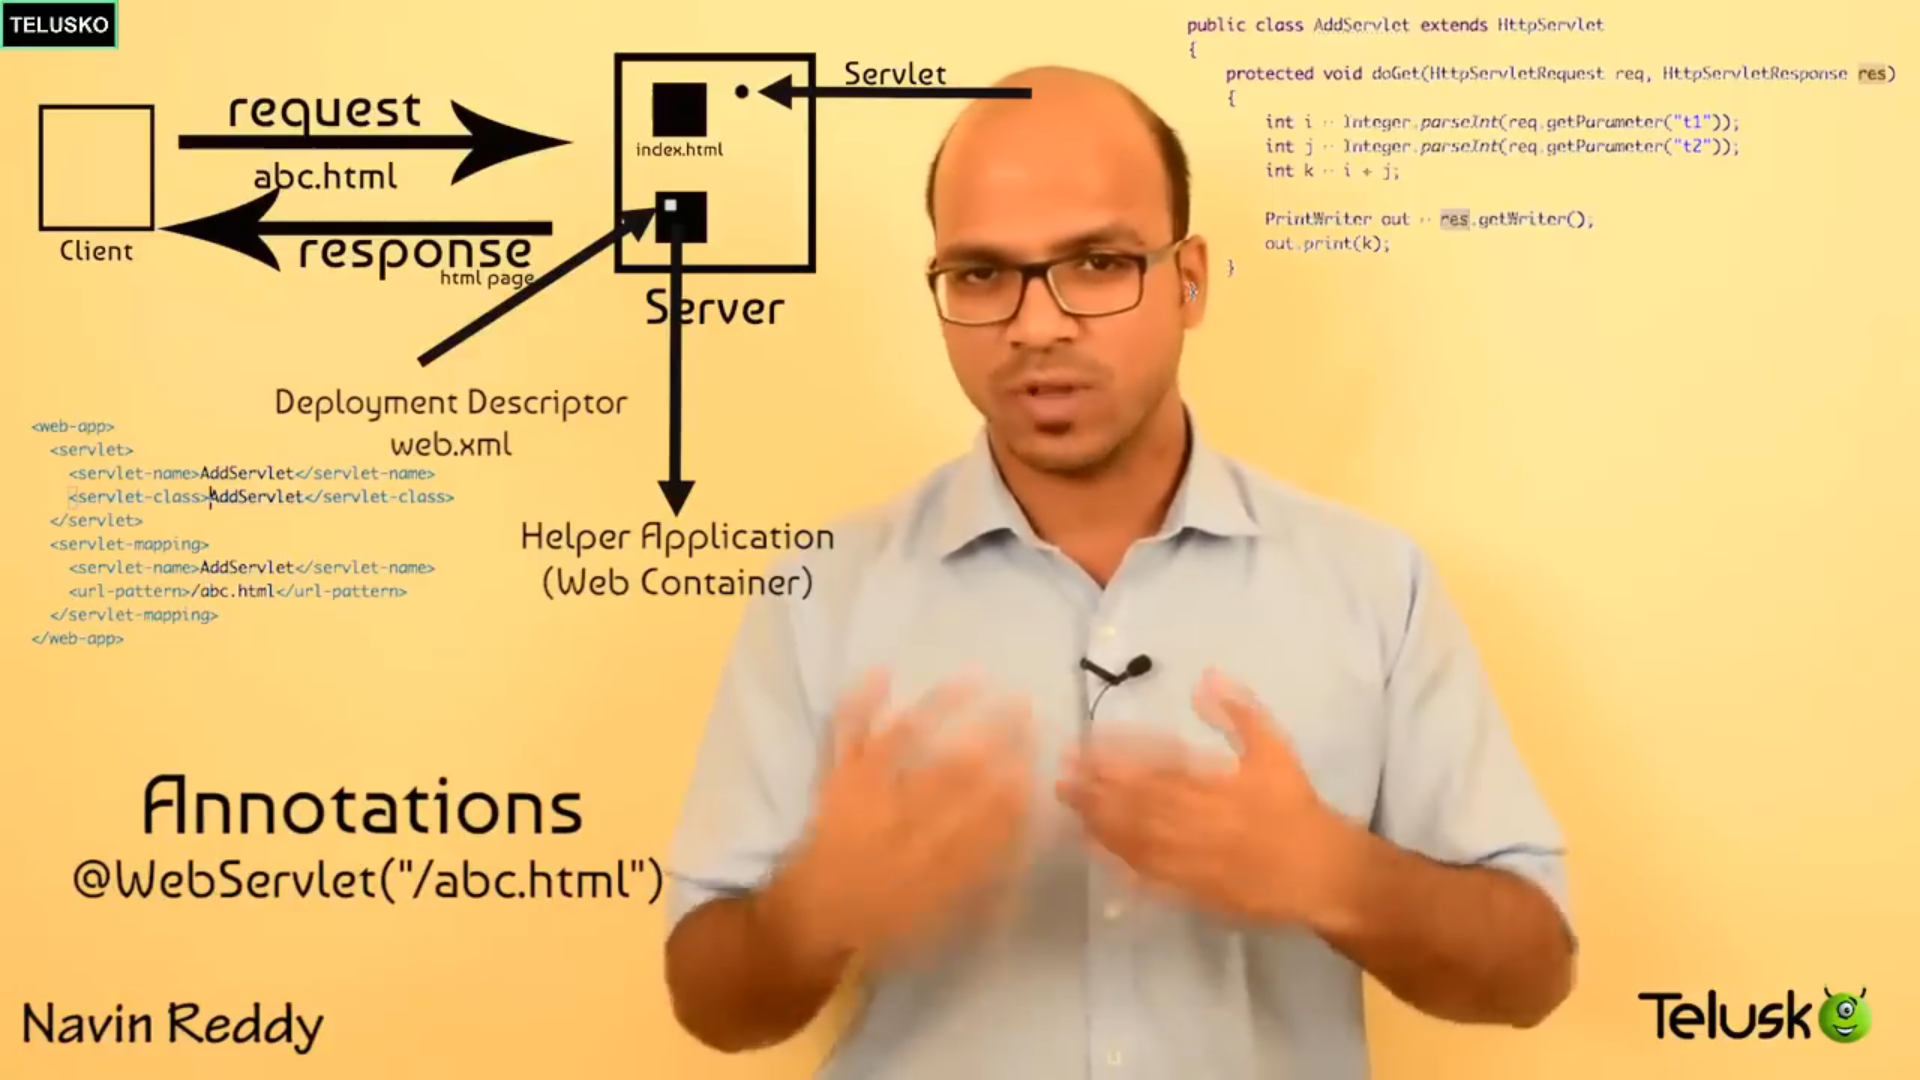 TELUSKO
request
abc.html
response
html page
Client
index.html
Server
Servlet
Deployment Descriptor
web.xml
Helper Application
(Web Container)
<web-app>
<servlet>
<servlet-name>AddServlet</servlet-name>
<servlet-class>AddServlet</servlet-class>
</servlet>
<servlet-mapping>
<servlet-name>AddServlet</servlet-name>
<url-pattern>/abc.html</url-pattern>
</servlet-mapping>
</web-app>
public class AddServlet extends HttpServlet
{
protected void doGet(HttpServletRequest req, HttpServletResponse res)
{
int i = Integer.parseInt(req.getParameter("t1"));
int j = Integer.parseInt(req.getParameter("t2"));
int k = i + j;
PrintWriter out = res.getWriter();
out.print(k);
}
}
Annotations
@WebServlet("/abc.html")
Navin Reddy
Telusko